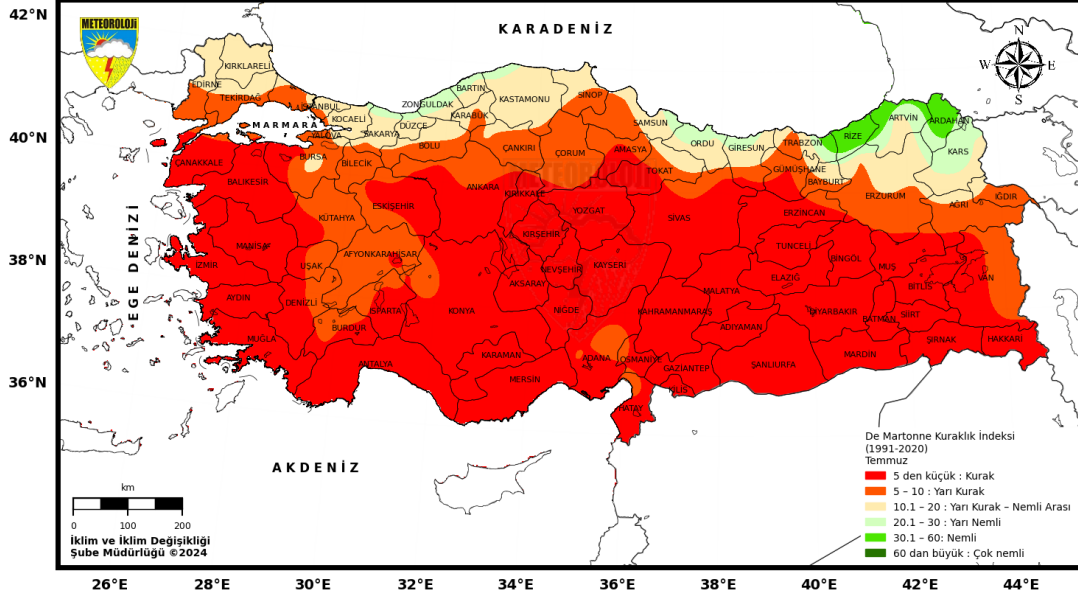 42°N
METEOROLOJİ
KARADENİZ
N
W
E
S
KIRKLARELİ
EDİRNE
TEKİRDAĞ
İSTANBUL
KOCAELİ
YALOVA
SAKARYA
DÜZCE
ZONGULDAK
BARTIN
KARABÜK
KASTAMONU
SİNOP
SAMSUN
ORDU
GİRESUN
TRABZON
RİZE
ARTVİN
ARDAHAN
KARS
MARMARA
40°N
ÇANAKKALE
BALIKESİR
BURSA
BİLECİK
BOLU
ÇANKIRI
ÇORUM
AMASYA
TOKAT
GÜMÜŞHANE
BAYBURT
ERZURUM
AĞRI
IĞDIR
METEOROLOJİ
KÜTAHYA
ESKİŞEHİR
ANKARA
KIRIKKALE
YOZGAT
SİVAS
ERZİNCAN
EGE DENİZİ
38°N
MANİSA
İZMİR
UŞAK
AFYONKARAHİSAR
KIRŞEHİR
NEVŞEHİR
KAYSERİ
AKSARAY
TUNCELİ
BİNGÖL
ELAZIĞ
MUŞ
BİTLİS
VAN
MALATYA
AYDIN
DENİZLİ
ISPARTA
BURDUR
KONYA
NİĞDE
KAHRAMANMARAŞ
ADIYAMAN
DİYARBAKIR
BATMAN
SİİRT
MUĞLA
ANTALYA
KARAMAN
MERSİN
ADANA
OSMANİYE
GAZİANTEP
KİLİS
HATAY
ŞANLIURFA
MARDİN
ŞIRNAK
HAKKARİ
36°N
AKDENİZ
De Martonne Kuraklık İndeksi
(1991-2020)
Temmuz
5 den küçük : Kurak
5 – 10 : Yarı Kurak
10.1 – 20 : Yarı Kurak – Nemli Arası
20.1 – 30 : Yarı Nemli
30.1 – 60: Nemli
60 dan büyük : Çok nemli
km
0 100 200
İklim ve İklim Değişikliği
Şube Müdürlüğü ©2024
26°E 28°E 30°E 32°E 34°E 36°E 38°E 40°E 42°E 44°E